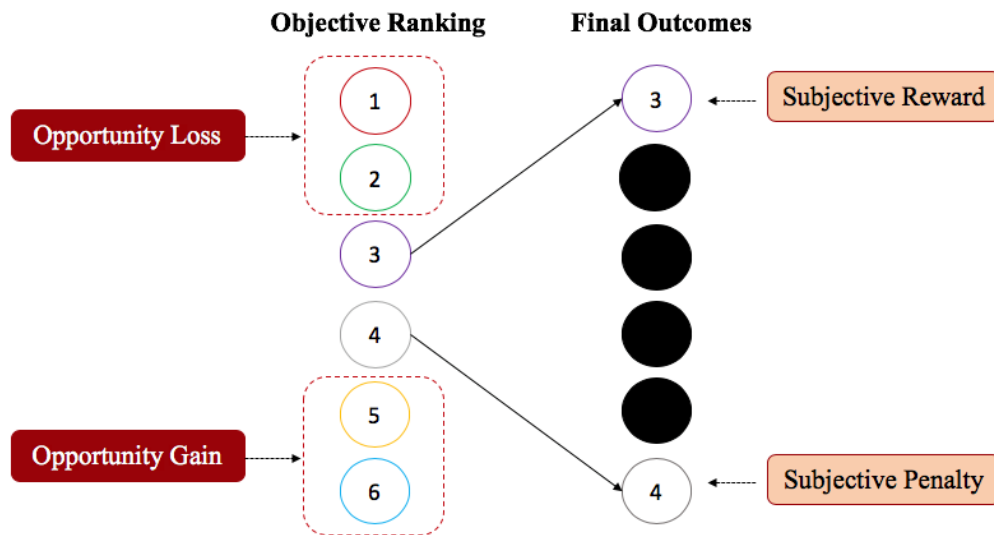 Objective Ranking
Final Outcomes
1
3
Subjective Reward
Opportunity Loss
2
3
4
5
Opportunity Gain
6
4
Subjective Penalty